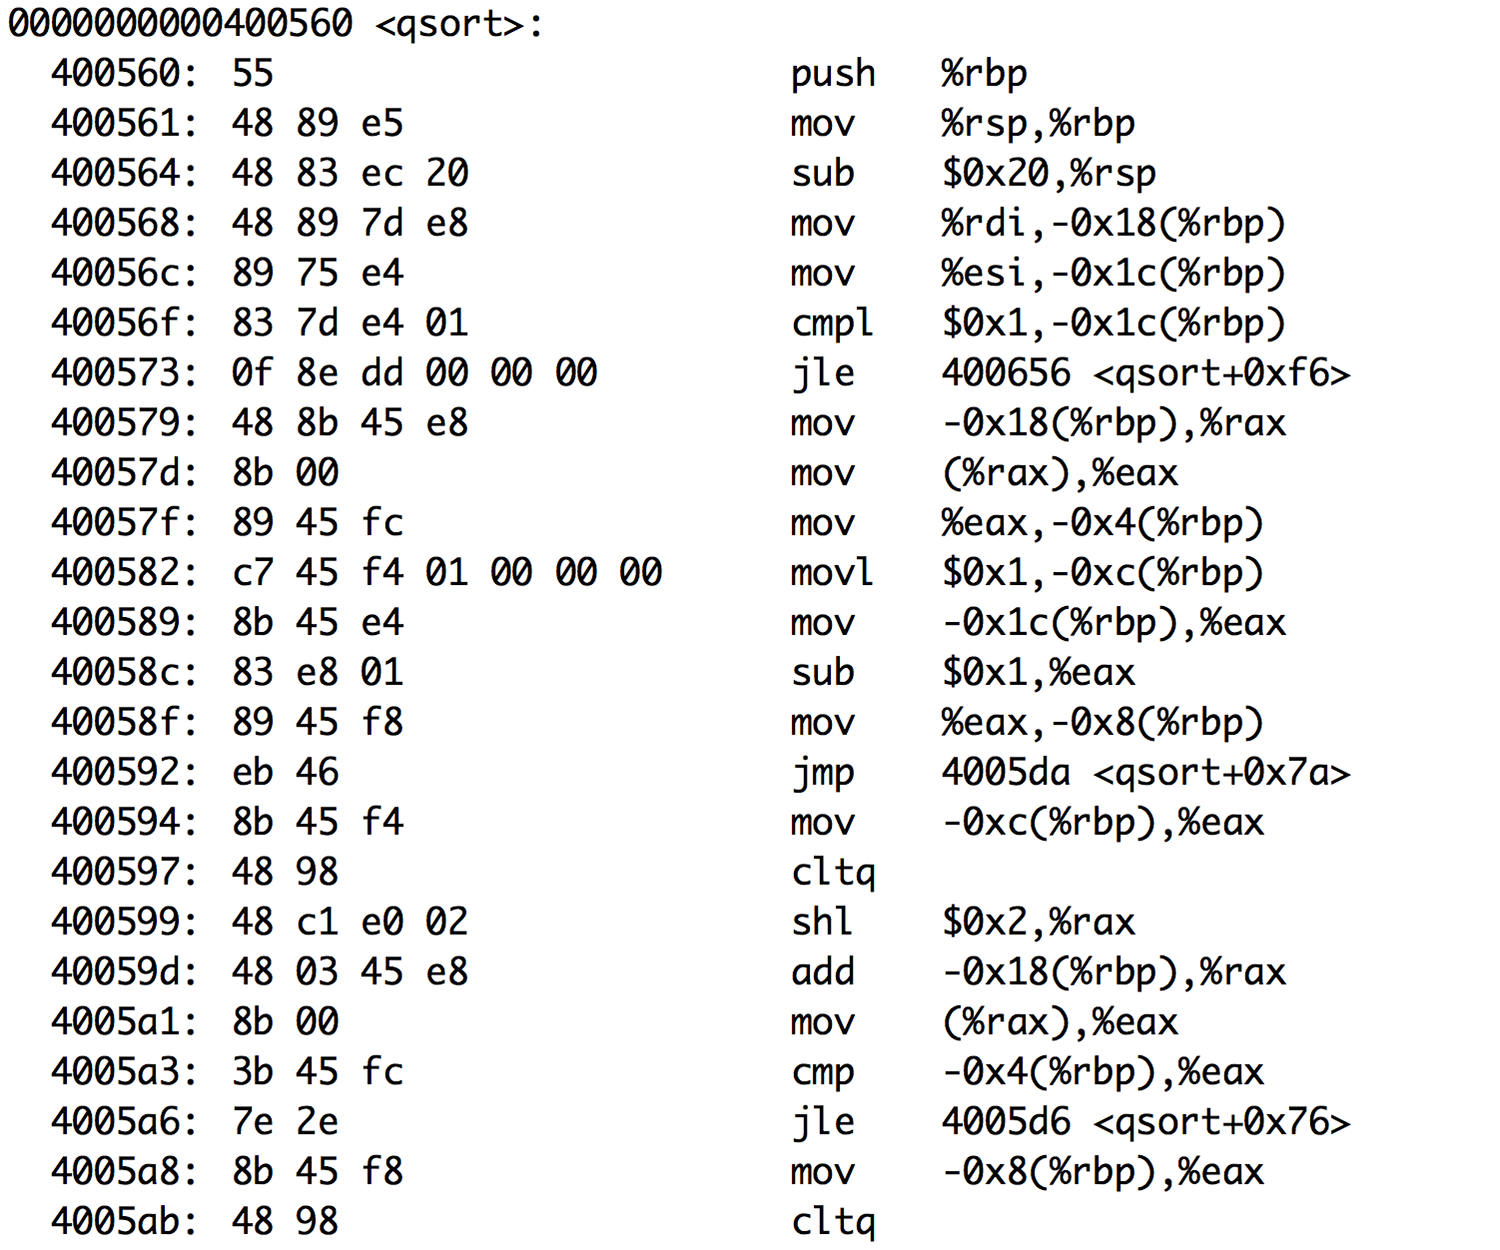 0000000000400560 <qsort>:
400560: 55 push %rbp
400561: 48 89 e5 mov %rsp,%rbp
400564: 48 83 ec 20 sub $0x20,%rsp
400568: 48 89 7d e8 mov %rdi,-0x18(%rbp)
40056c: 89 75 e4 mov %esi,-0x1c(%rbp)
40056f: 83 7d e4 01 cmpl $0x1,-0x1c(%rbp)
400573: 0f 8e dd 00 00 00 jle 400656 <qsort+0xf6>
400579: 48 8b 45 e8 mov -0x18(%rbp),%rax
40057d: 8b 00 mov (%rax),%eax
40057f: 89 45 fc mov %eax,-0x4(%rbp)
400582: c7 45 f4 01 00 00 00 movl $0x1,-0xc(%rbp)
400589: 8b 45 e4 mov -0x1c(%rbp),%eax
40058c: 83 e8 01 sub $0x1,%eax
40058f: 89 45 f8 mov %eax,-0x8(%rbp)
400592: eb 46 jmp 4005da <qsort+0x7a>
400594: 8b 45 f4 mov -0xc(%rbp),%eax
400597: 48 98 cltq
400599: 48 c1 e0 02 shl $0x2,%rax
40059d: 48 03 45 e8 add -0x18(%rbp),%rax
4005a1: 8b 00 mov (%rax),%eax
4005a3: 3b 45 fc cmp -0x4(%rbp),%eax
4005a6: 7e 2e jle 4005d6 <qsort+0x76>
4005a8: 8b 45 f8 mov -0x8(%rbp),%eax
4005ab: 48 98 cltq